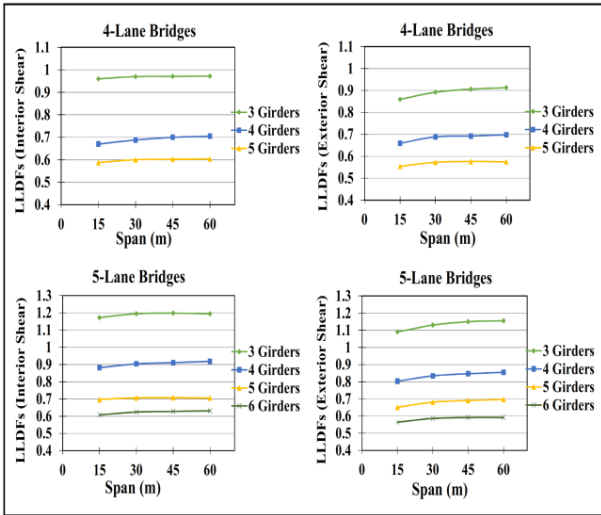 4-Lane Bridges
LLDFs (Interior Shear)
1.1
1
0.9
0.8
0.7
0.6
0.5
0.4
0 15 30 45 60
Span (m)
3 Girders
4 Girders
5 Girders
4-Lane Bridges
LLDFs (Exterior Shear)
1.1
1
0.9
0.8
0.7
0.6
0.5
0.4
0 15 30 45 60
Span (m)
3 Girders
4 Girders
5 Girders
5-Lane Bridges
LLDFs (Interior Shear)
1.3
1.2
1.1
1
0.9
0.8
0.7
0.6
0.5
0.4
0 15 30 45 60
Span (m)
3 Girders
4 Girders
5 Girders
6 Girders
5-Lane Bridges
LLDFs (Exterior Shear)
1.3
1.2
1.1
1
0.9
0.8
0.7
0.6
0.5
0.4
0 15 30 45 60
Span (m)
3 Girders
4 Girders
5 Girders
6 Girders